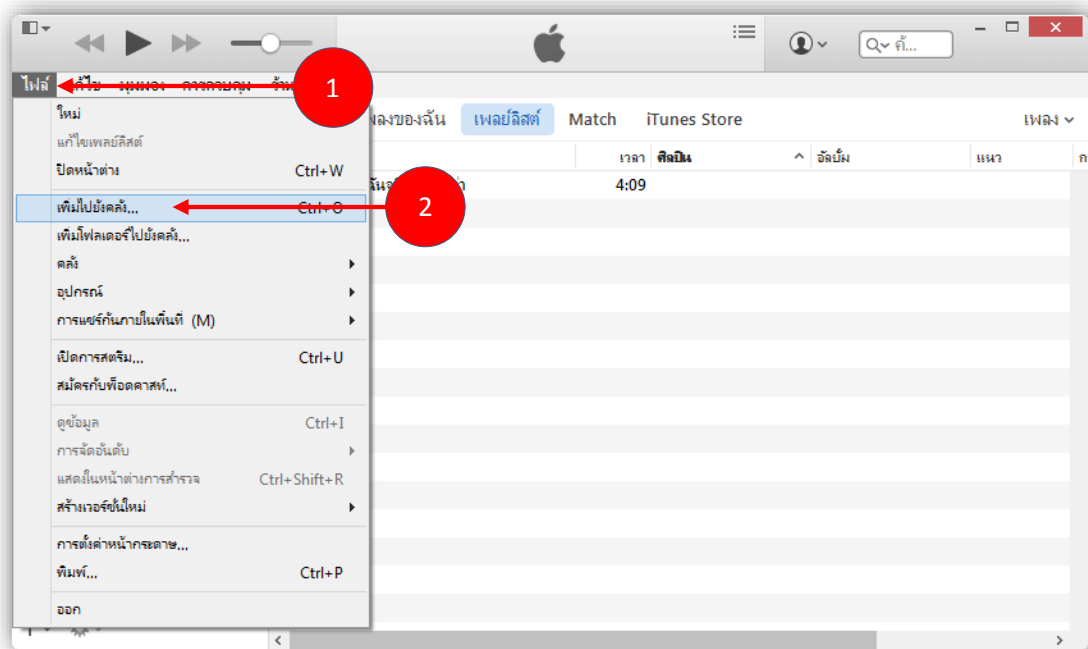 ค้...
ไฟล์
1
ใหม่
แก้ไขเพลย์ลิสต์
ปิดหน้าต่าง Ctrl+W
เพิ่มไปยังคลัง... Ctrl+O
2
เพิ่มโฟลเดอร์ไปยังคลัง...
คลัง
อุปกรณ์
การแชร์กันภายในพื้นที่ (M)
เปิดการสตรีม... Ctrl+U
สมัครกับพ็อดคาสท์...
ดูข้อมูล Ctrl+I
การจัดอันดับ
แสดงในหน้าต่างการสำรวจ Ctrl+Shift+R
สร้างเวอร์ชั่นใหม่
การตั้งค่าหน้ากระดาษ...
พิมพ์... Ctrl+P
ออก
เพลงของฉัน เพลย์ลิสต์ Match iTunes Store เพลง
เวลา ศิลปิน อัลบั้ม แนว
4:09